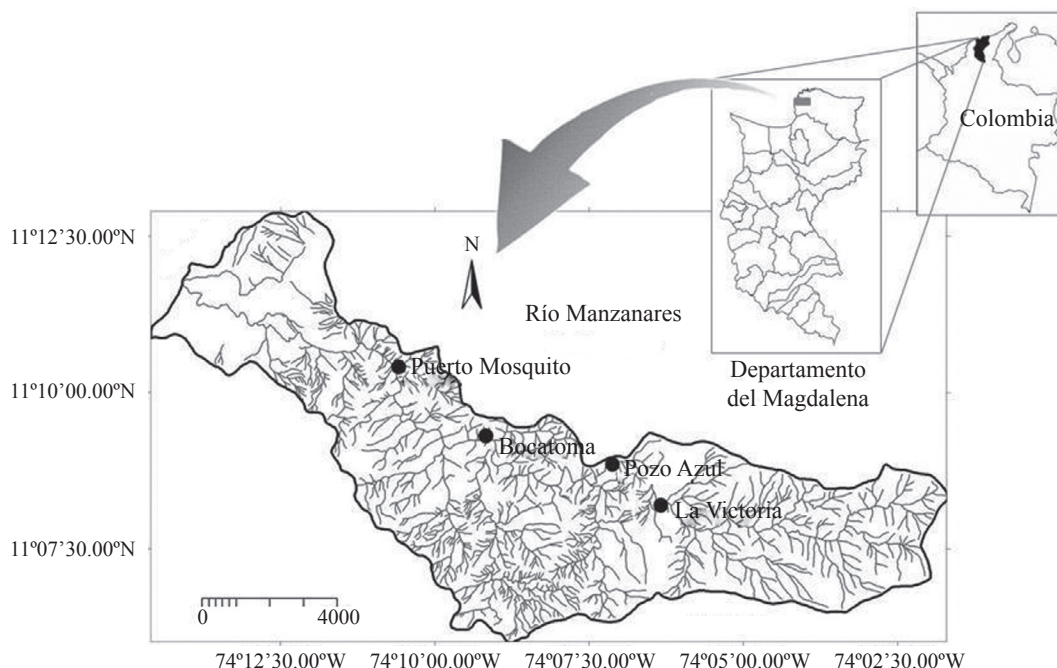 Colombia
11º12’30.00ºN
N
Río Manzanares
Puerto Mosquito
Departamento
del Magdalena
11º10’00.00ºN
Bocatoma
Pozo Azul
La Victoria
11º07’30.00ºN
0 4000
74º12’30.00ºW 74º10’00.00ºW 74º07’30.00ºW 74º05’00.00ºW 74º02’30.00ºW